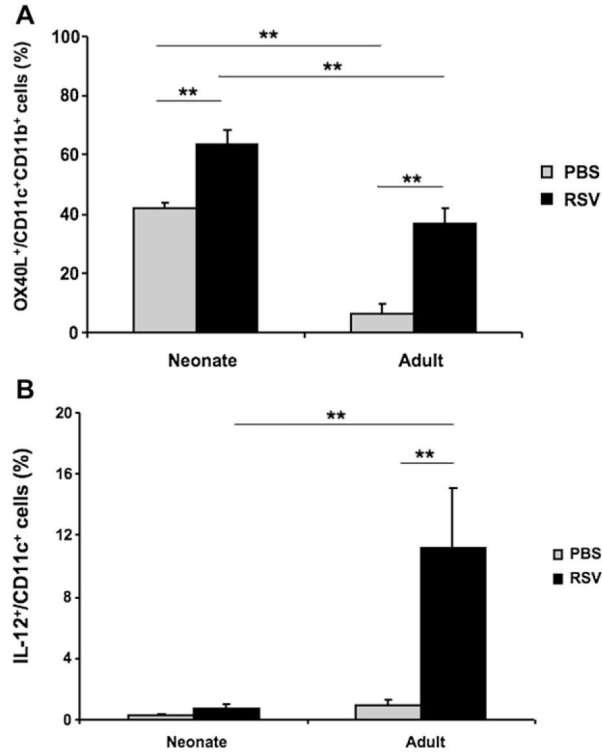 A
OX40L⁺/CD11c⁺CD11b⁺ cells (%)
100
80
60
40
20
0
**
**
**
**
PBS
RSV
Neonate
Adult
B
IL-12⁺/CD11c⁺ cells (%)
20
16
12
8
4
0
**
**
PBS
RSV
Neonate
Adult